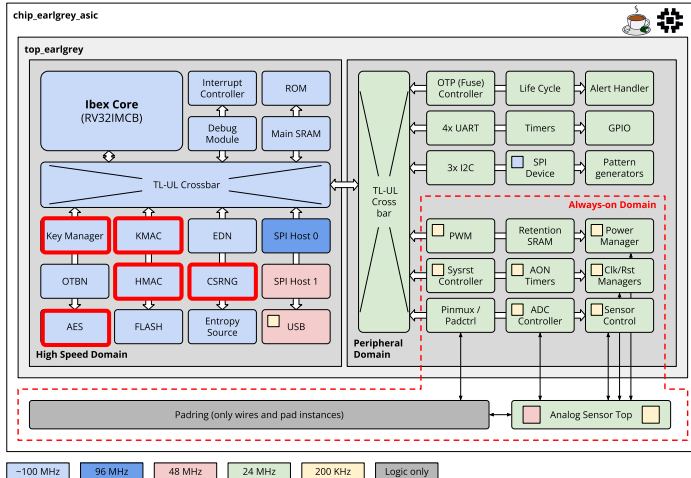 chip_earlgrey_asic
top_earlgrey
Ibex Core
(RV32IMCB)
Interrupt
Controller
ROM
Debug
Module
Main SRAM
TL-UL Crossbar
Key Manager
KMAC
EDN
SPI Host 0
OTBN
HMAC
CSRNG
SPI Host 1
AES
FLASH
Entropy
Source
USB
High Speed Domain
TL-UL
Cross
bar
OTP (Fuse)
Controller
Life Cycle
Alert Handler
4x UART
Timers
GPIO
3x I2C
SPI
Device
Pattern
generators
Always-on Domain
PWM
Retention
SRAM
Power
Manager
Sysrst
Controller
AON
Timers
Clk/Rst
Managers
Pinmux /
Padctrl
ADC
Controller
Sensor
Control
Peripheral
Domain
Padring (only wires and pad instances)
Analog Sensor Top
~100 MHz
96 MHz
48 MHz
24 MHz
200 KHz
Logic only